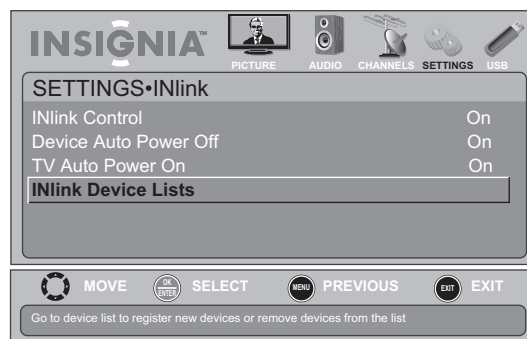 INSIGNIA™
PICTURE AUDIO CHANNELS SETTINGS USB
SETTINGS•INlink
INlink Control On
Device Auto Power Off On
TV Auto Power On On
INlink Device Lists
MOVE OK ENTER SELECT MENU PREVIOUS EXIT EXIT
Go to device list to register new devices or remove devices from the list